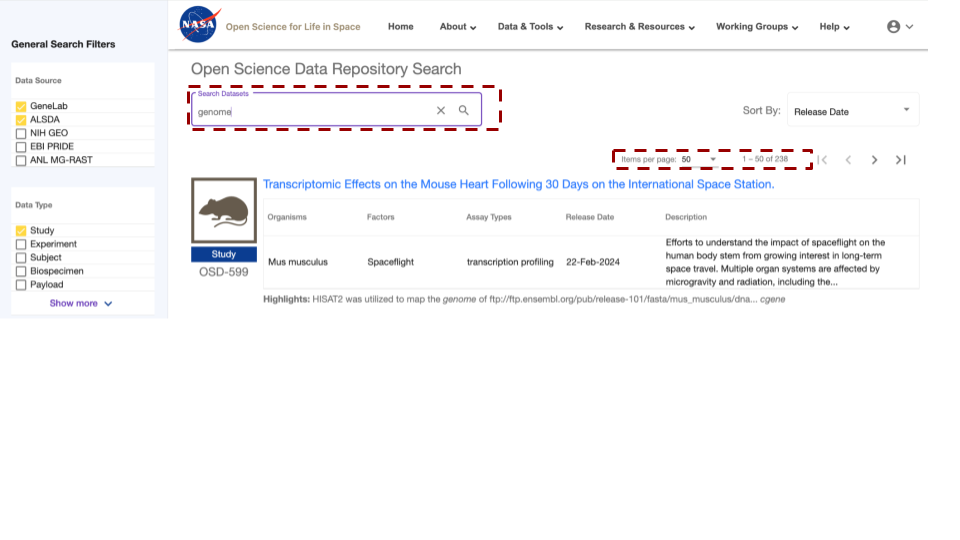 NASA
Open Science for Life in Space
Home
About
Data & Tools
Research & Resources
Working Groups
Help
General Search Filters
Data Source
GeneLab
ALSDA
NIH GEO
EBI PRIDE
ANL MG-RAST
Data Type
Study
Experiment
Subject
Biospecimen
Payload
Show more
Open Science Data Repository Search
Search Datasets
genome
Sort By:
Release Date
Items per page: 50
1 – 50 of 238
Transcriptomic Effects on the Mouse Heart Following 30 Days on the International Space Station.
Study
OSD-599
Organisms
Factors
Assay Types
Release Date
Description
Mus musculus
Spaceflight
transcription profiling
22-Feb-2024
Efforts to understand the impact of spaceflight on the
human body stem from growing interest in long-term
space travel. Multiple organ systems are affected by
microgravity and radiation, including the...
Highlights: HISAT2 was utilized to map the genome of ftp://ftp.ensembl.org/pub/release-101/fasta/mus_musculus/dna... cgene